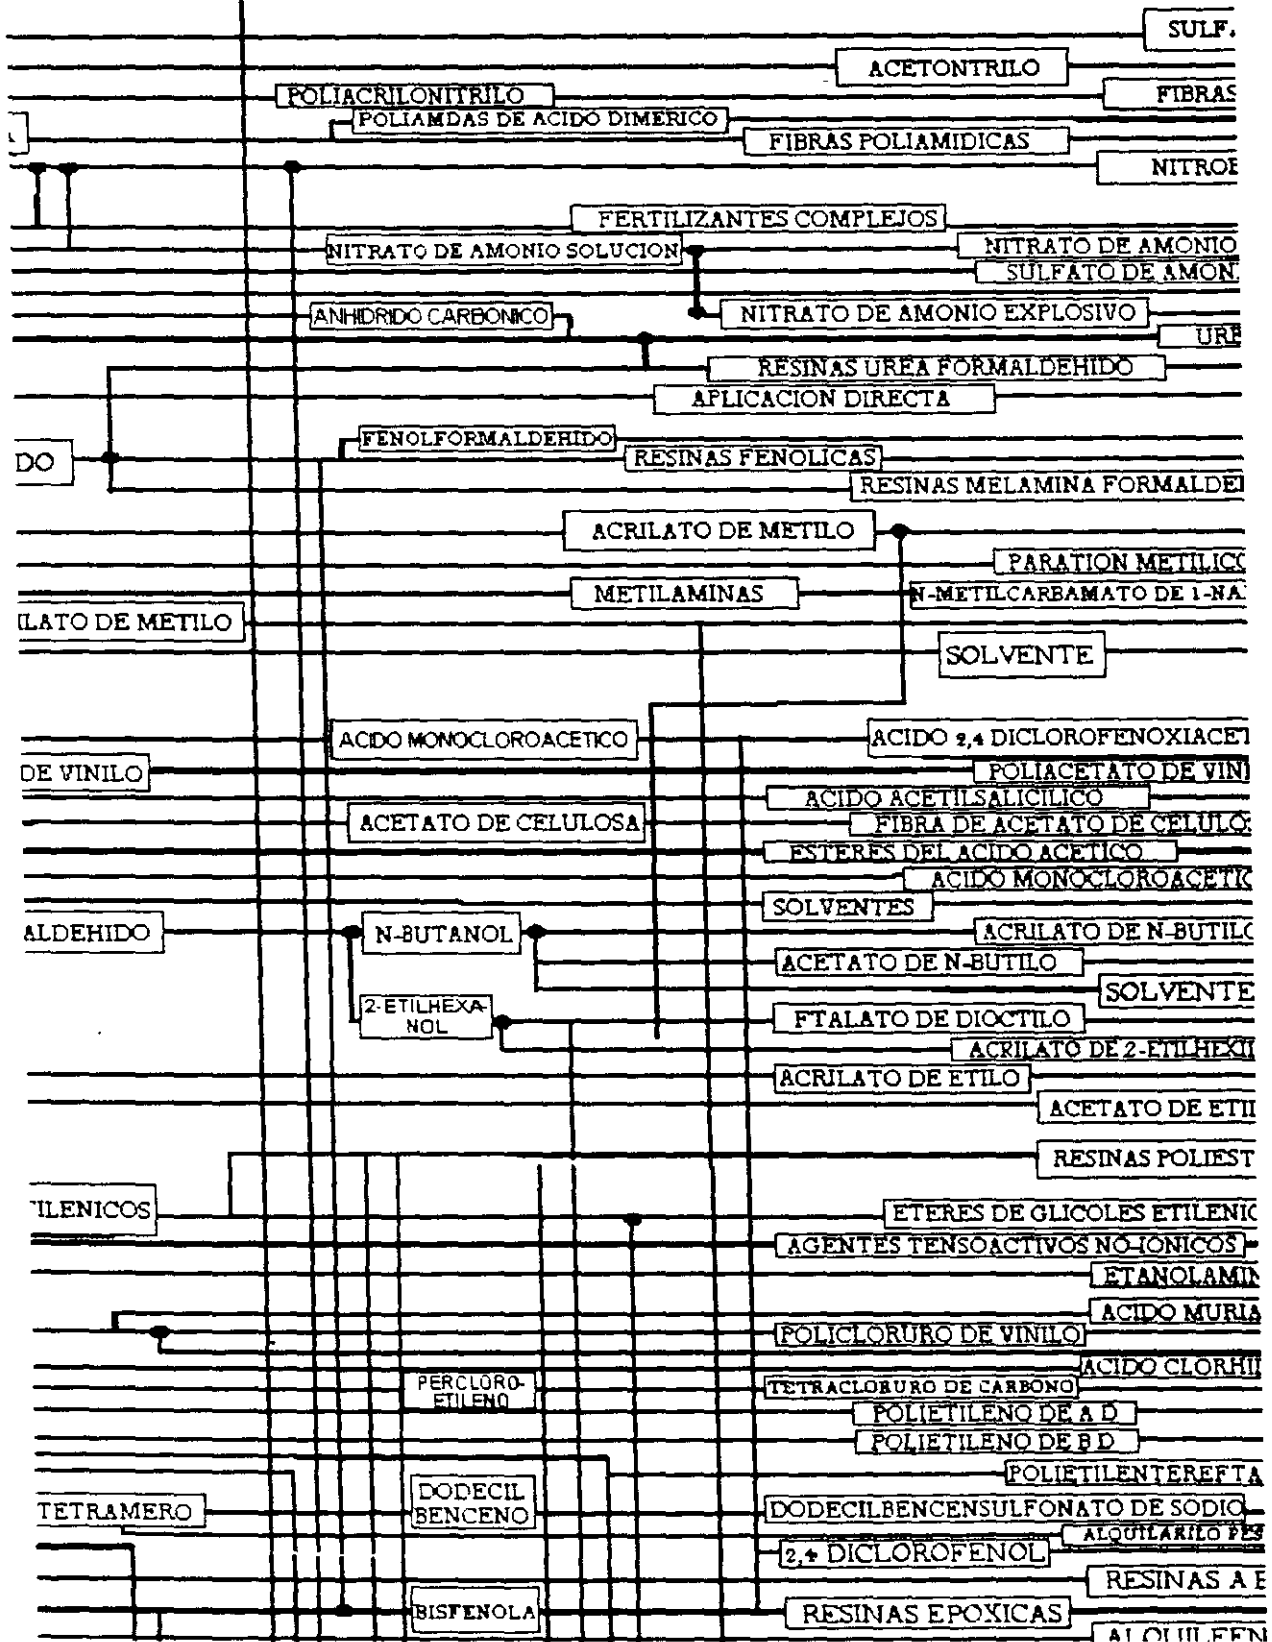 SULF.
ACETONTRILO
POLIACRILONITRILO
FIBRAS
POLIAMDAS DE ACIDO DIMERICO
FIBRAS POLIAMIDICAS
FERTILIZANTES COMPLEJOS
NITRATO DE AMONIO SOLUCION
NITRATO DE AMONIO
SULFATO DE AMON
ANHIDRIDO CARBONICO
NITRATO DE AMONIO EXPLOSIVO
URE
RESINAS UREA FORMALDEHIDO
APLICACION DIRECTA
FENOLFORMALDEHIDO
DO
RESINAS FENOLICAS
RESINAS MELAMINA FORMALDE
ACRILATO DE METILO
PARATION METILICO
METILAMINAS
N-METILCARBAMATO DE 1-NA
ILATO DE METILO
SOLVENTE
ACIDO MONOCLOROACETICO
ACIDO 2,4 DICLOROFENOXIACET
DE VINILO
POLIACETATO DE VINI
ACIDO ACETILSALICILICO
ACETATO DE CELULOSA
FIBRA DE ACETATO DE CELULO
ESTERES DEL ACIDO ACETICO
ACIDO MONOCLOROACETIC
SOLVENTES
ALDEHIDO
N-BUTANOL
ACRILATO DE N-BUTILO
ACETATO DE N-BUTILO
SOLVENTE
2-ETILHEXA-
NOL
FTALATO DE DIOCTILO
ACRILATO DE 2-ETILHEXIL
ACRILATO DE ETILO
ACETATO DE ETIL
RESINAS POLIEST
TILENICOS
ETERES DE GLICOLES ETILENIC
AGENTES TENSOACTIVOS NO-IONICOS
ETANOLAMIN
ACIDO MURIA
POLICLORURO DE VINILO
ACIDO CLORHI
PERCLORO-
ETILENO
TETRACLORURO DE CARBONO
POLIETILENO DE A D
POLIETILENO DE B D
POLIETILENTEREFTA
TETRAMERO
DODECIL
BENCENO
DODECILBENCENSULFONATO DE SODIO
ALQUILARILO PES
2,4 DICLOROFENOL
RESINAS A B
BISFENOLA
RESINAS EPOXICAS
ALQUILFEN